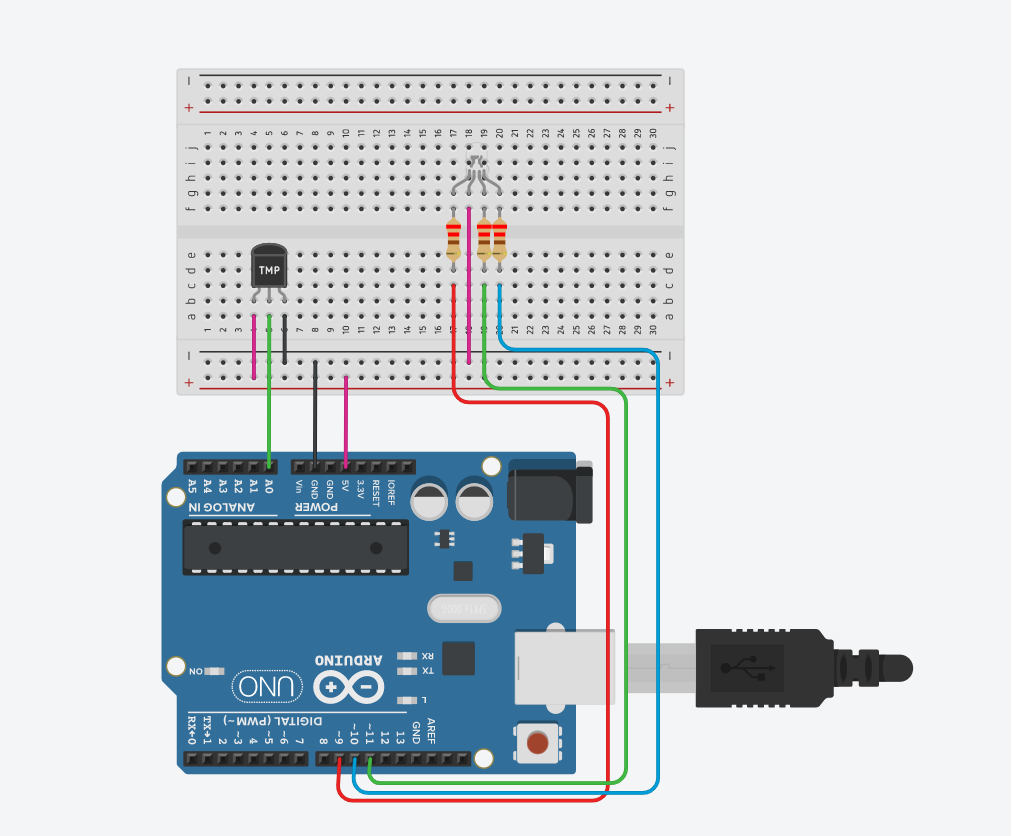 − −
+ +
1 2 3 4 5 6 7 8 9 10 11 12 13 14 15 16 17 18 19 20 21 22 23 24 25 26 27 28 29 30
j j
i i
h h
g g
f f
e e
d d
c c
b b
a a
TMP
1 2 3 4 5 6 7 8 9 10 11 12 13 14 15 16 17 18 19 20 21 22 23 24 25 26 27 28 29 30
− −
+ +
A5 A4 A3 A2 A1 A0 Vin GND GND 5V 3.3V RESET IOREF
ANALOG IN POWER
RX
TX
ARDUINO
ON
UNO
L
DIGITAL (PWM ~)
RX←0 TX→1 2 ~3 4 ~5 ~6 7 8 ~9 ~10 ~11 12 13 GND AREF